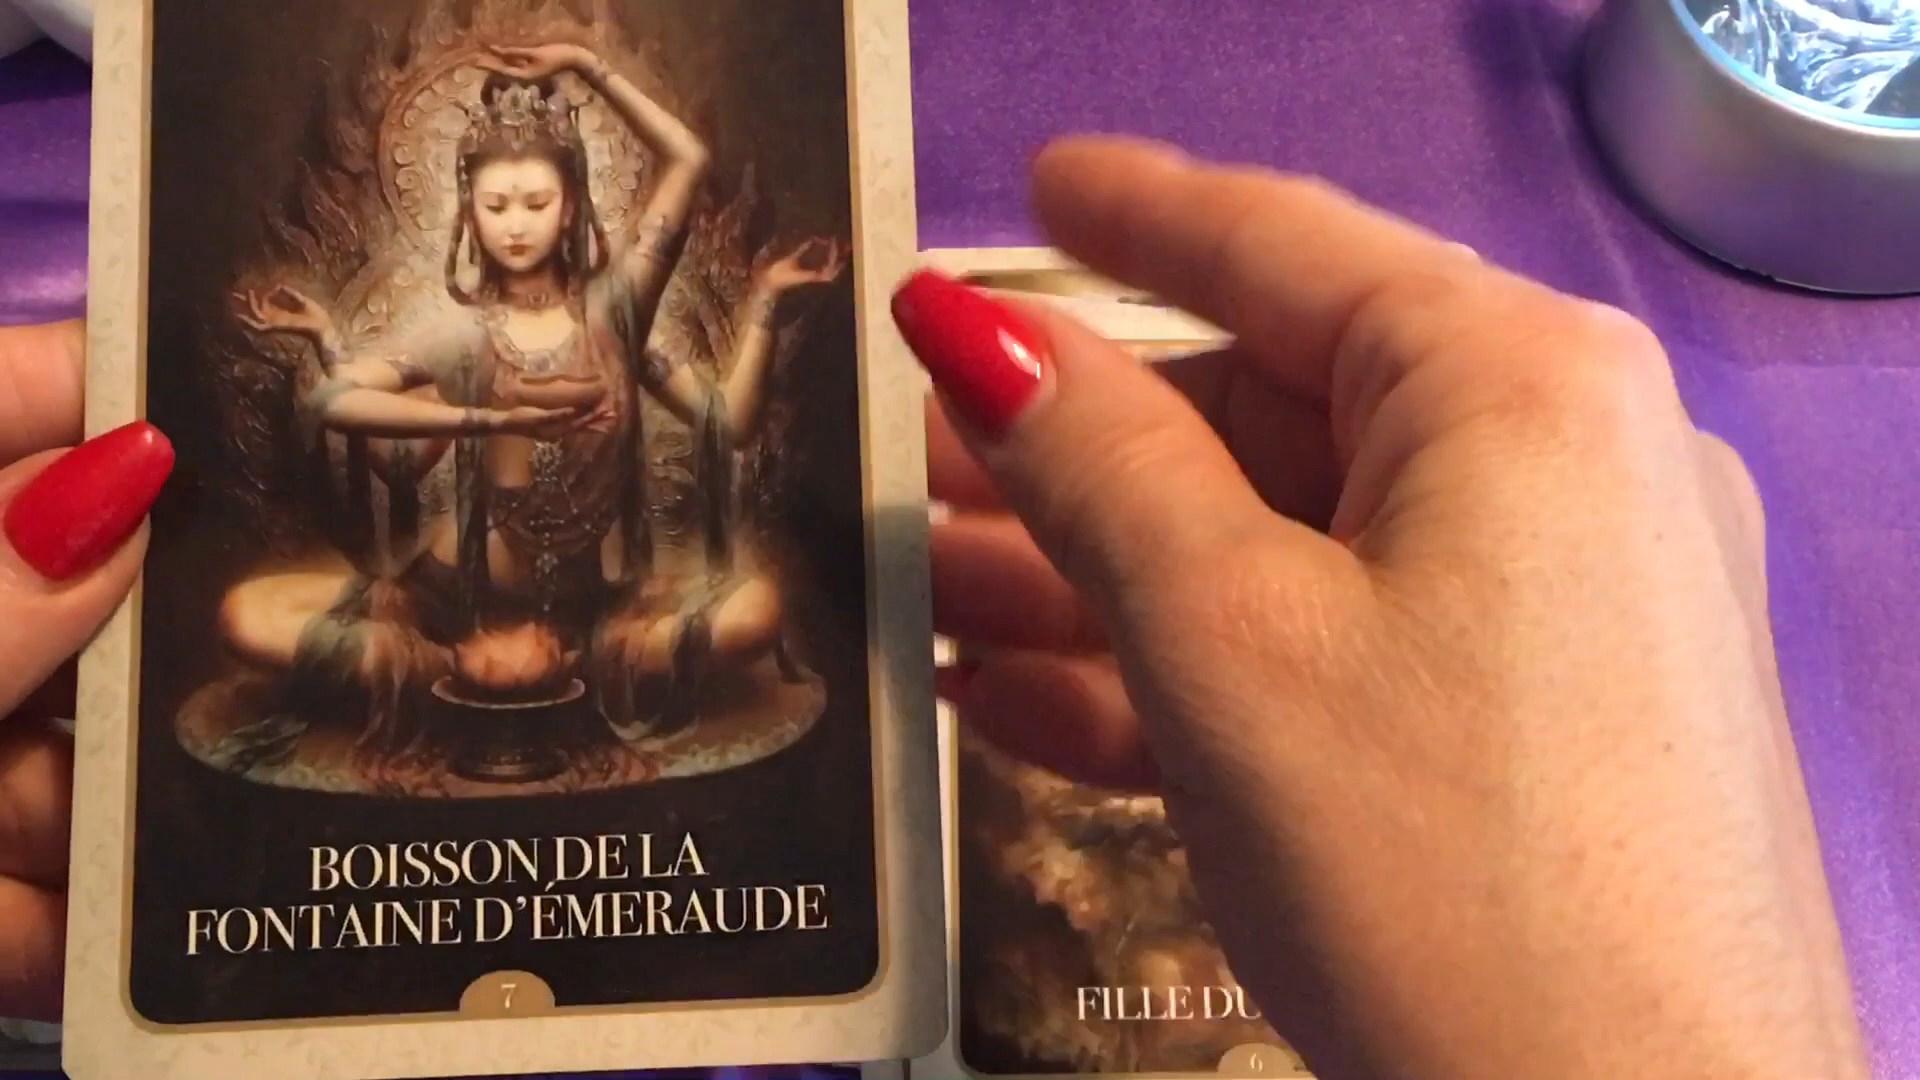 BOISSON DE LA
FONTAINE D'ÉMERAUDE
7
FILLE DU
6